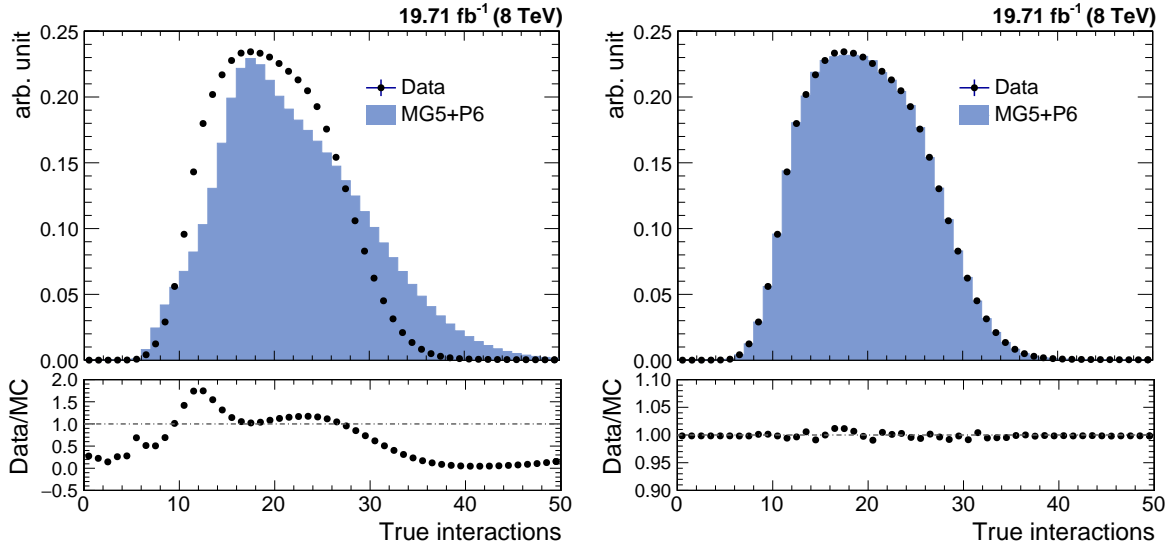 19.71 fb⁻¹ (8 TeV)
arb. unit
0.25
0.20
0.15
0.10
0.05
0.00
Data
MG5+P6
Data/MC
2.0
1.5
1.0
0.5
0.0
−0.5
0 10 20 30 40 50
True interactions
19.71 fb⁻¹ (8 TeV)
arb. unit
0.25
0.20
0.15
0.10
0.05
0.00
Data
MG5+P6
Data/MC
1.10
1.05
1.00
0.95
0.90
0 10 20 30 40 50
True interactions